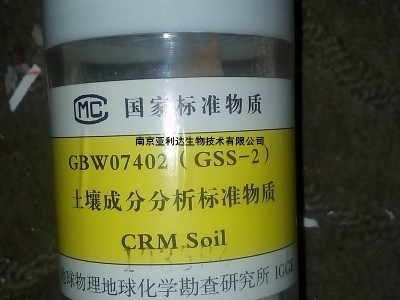 CMC 国家标准物质
南京亚利达生物技术有限公司
GBW07402（GSS-2）
土壤成分分析标准物质
CRM Soil
球物理地球化学勘查研究所 IGGE